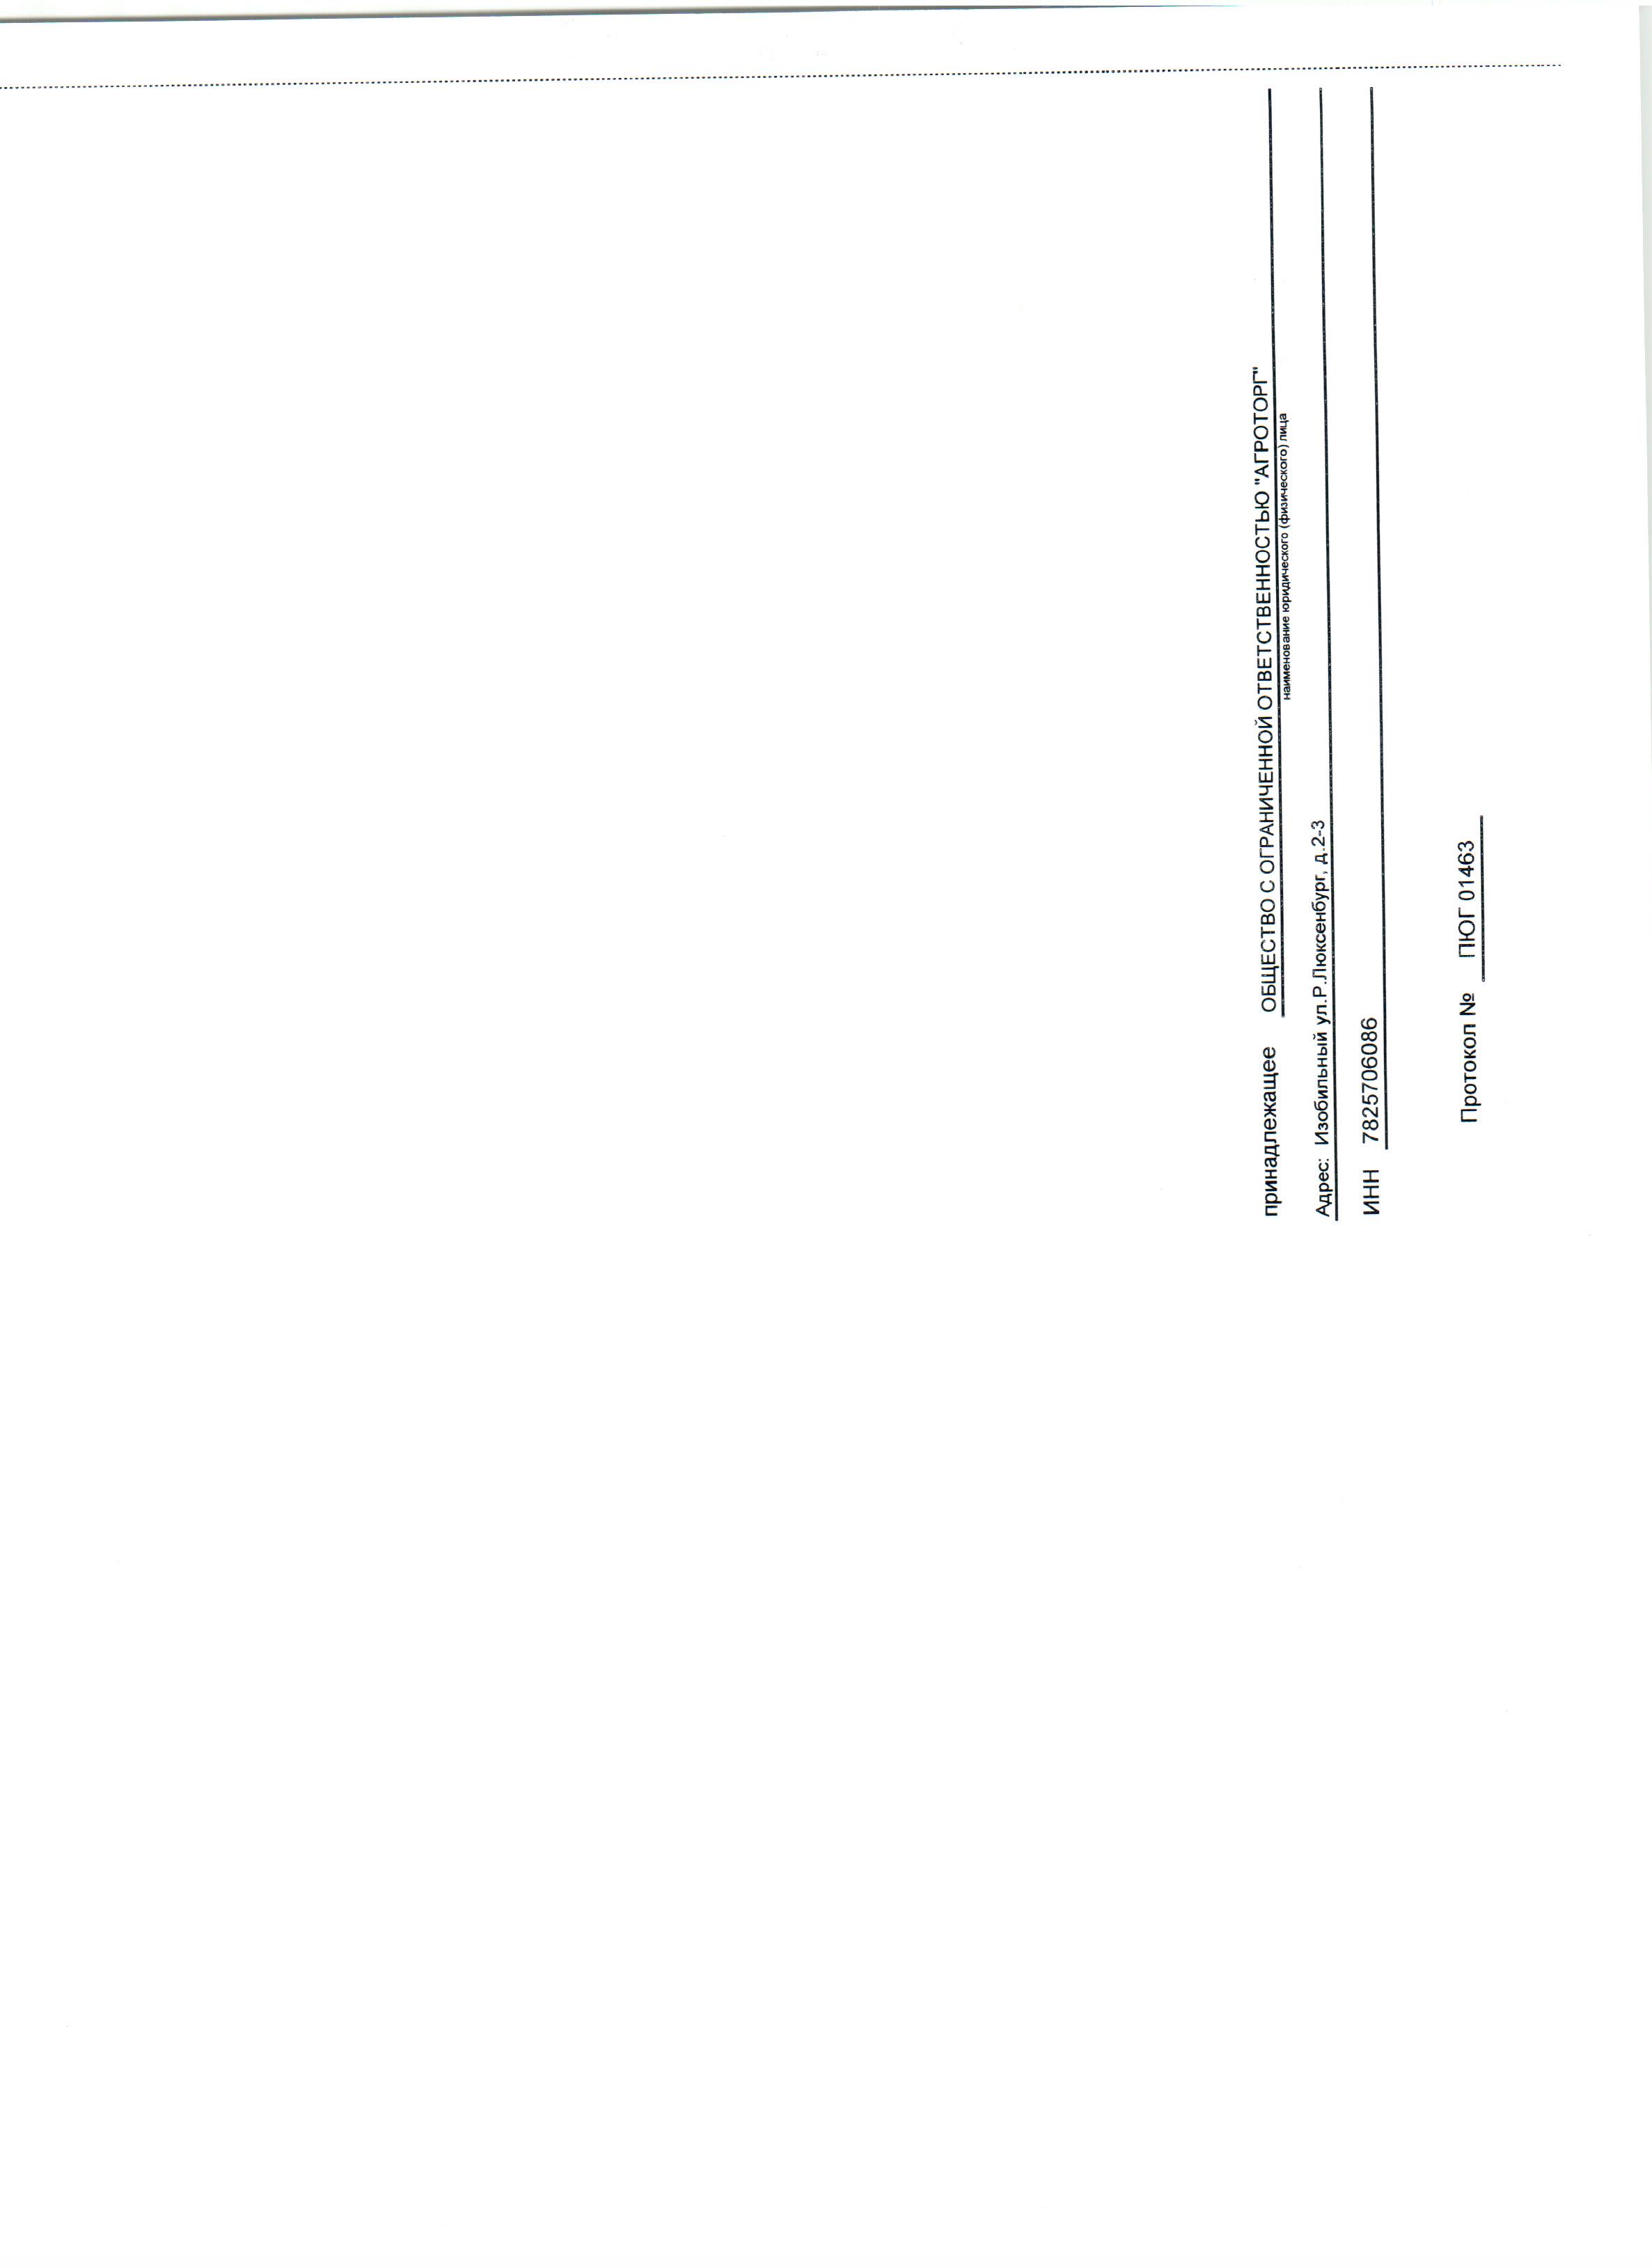 принадлежащее ОБЩЕСТВО С ОГРАНИЧЕННОЙ ОТВЕТСТВЕННОСТЬЮ "АГРОТОРГ"
наименование юридического (физического) лица
Адрес: Изобильный ул.Р.Люксенбург, д.2-3
ИНН 7825706086
Протокол № ПЮГ 01463